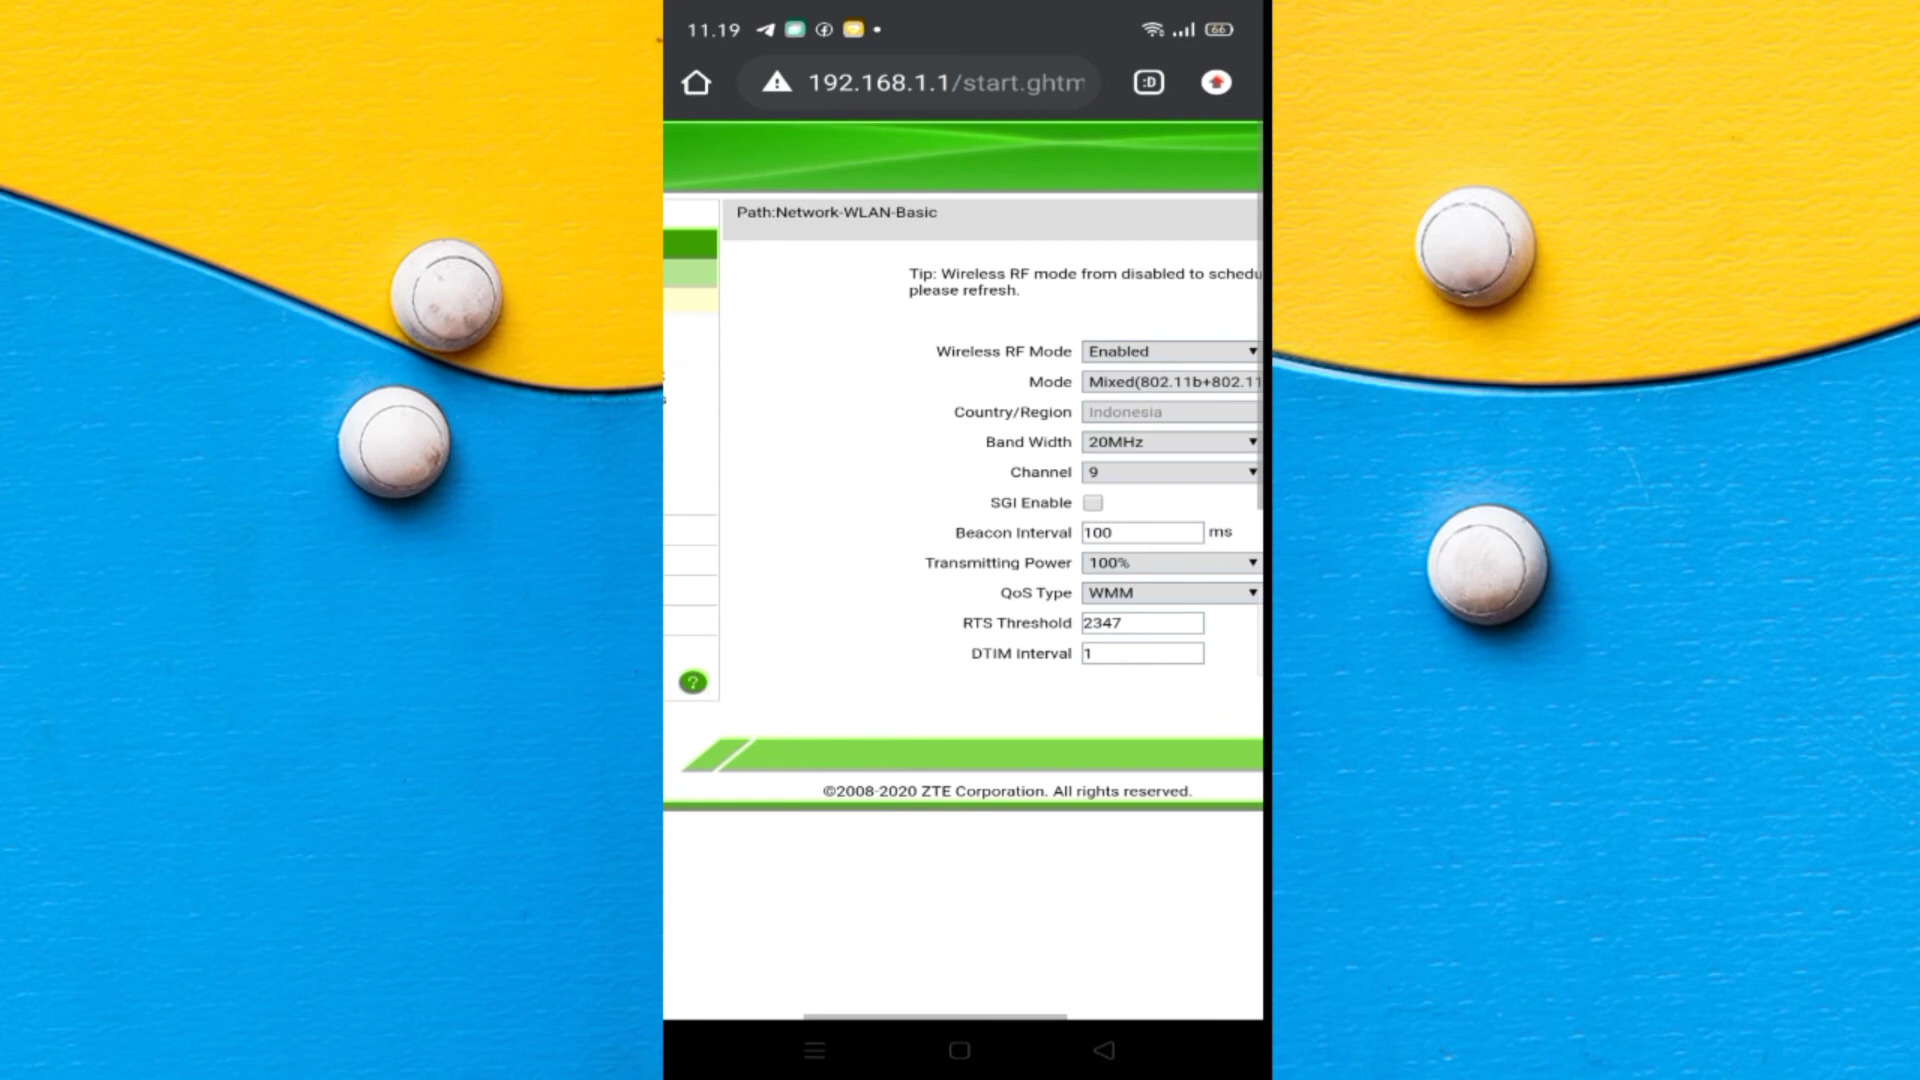 11.19
66
192.168.1.1/start.ghtm
:D
Path:Network-WLAN-Basic
Tip: Wireless RF mode from disabled to schedu
please refresh.
Wireless RF Mode Enabled
Mode Mixed(802.11b+802.11
Country/Region Indonesia
Band Width 20MHz
Channel 9
SGI Enable
Beacon Interval 100 ms
Transmitting Power 100%
QoS Type WMM
RTS Threshold 2347
DTIM Interval 1
?
©2008-2020 ZTE Corporation. All rights reserved.